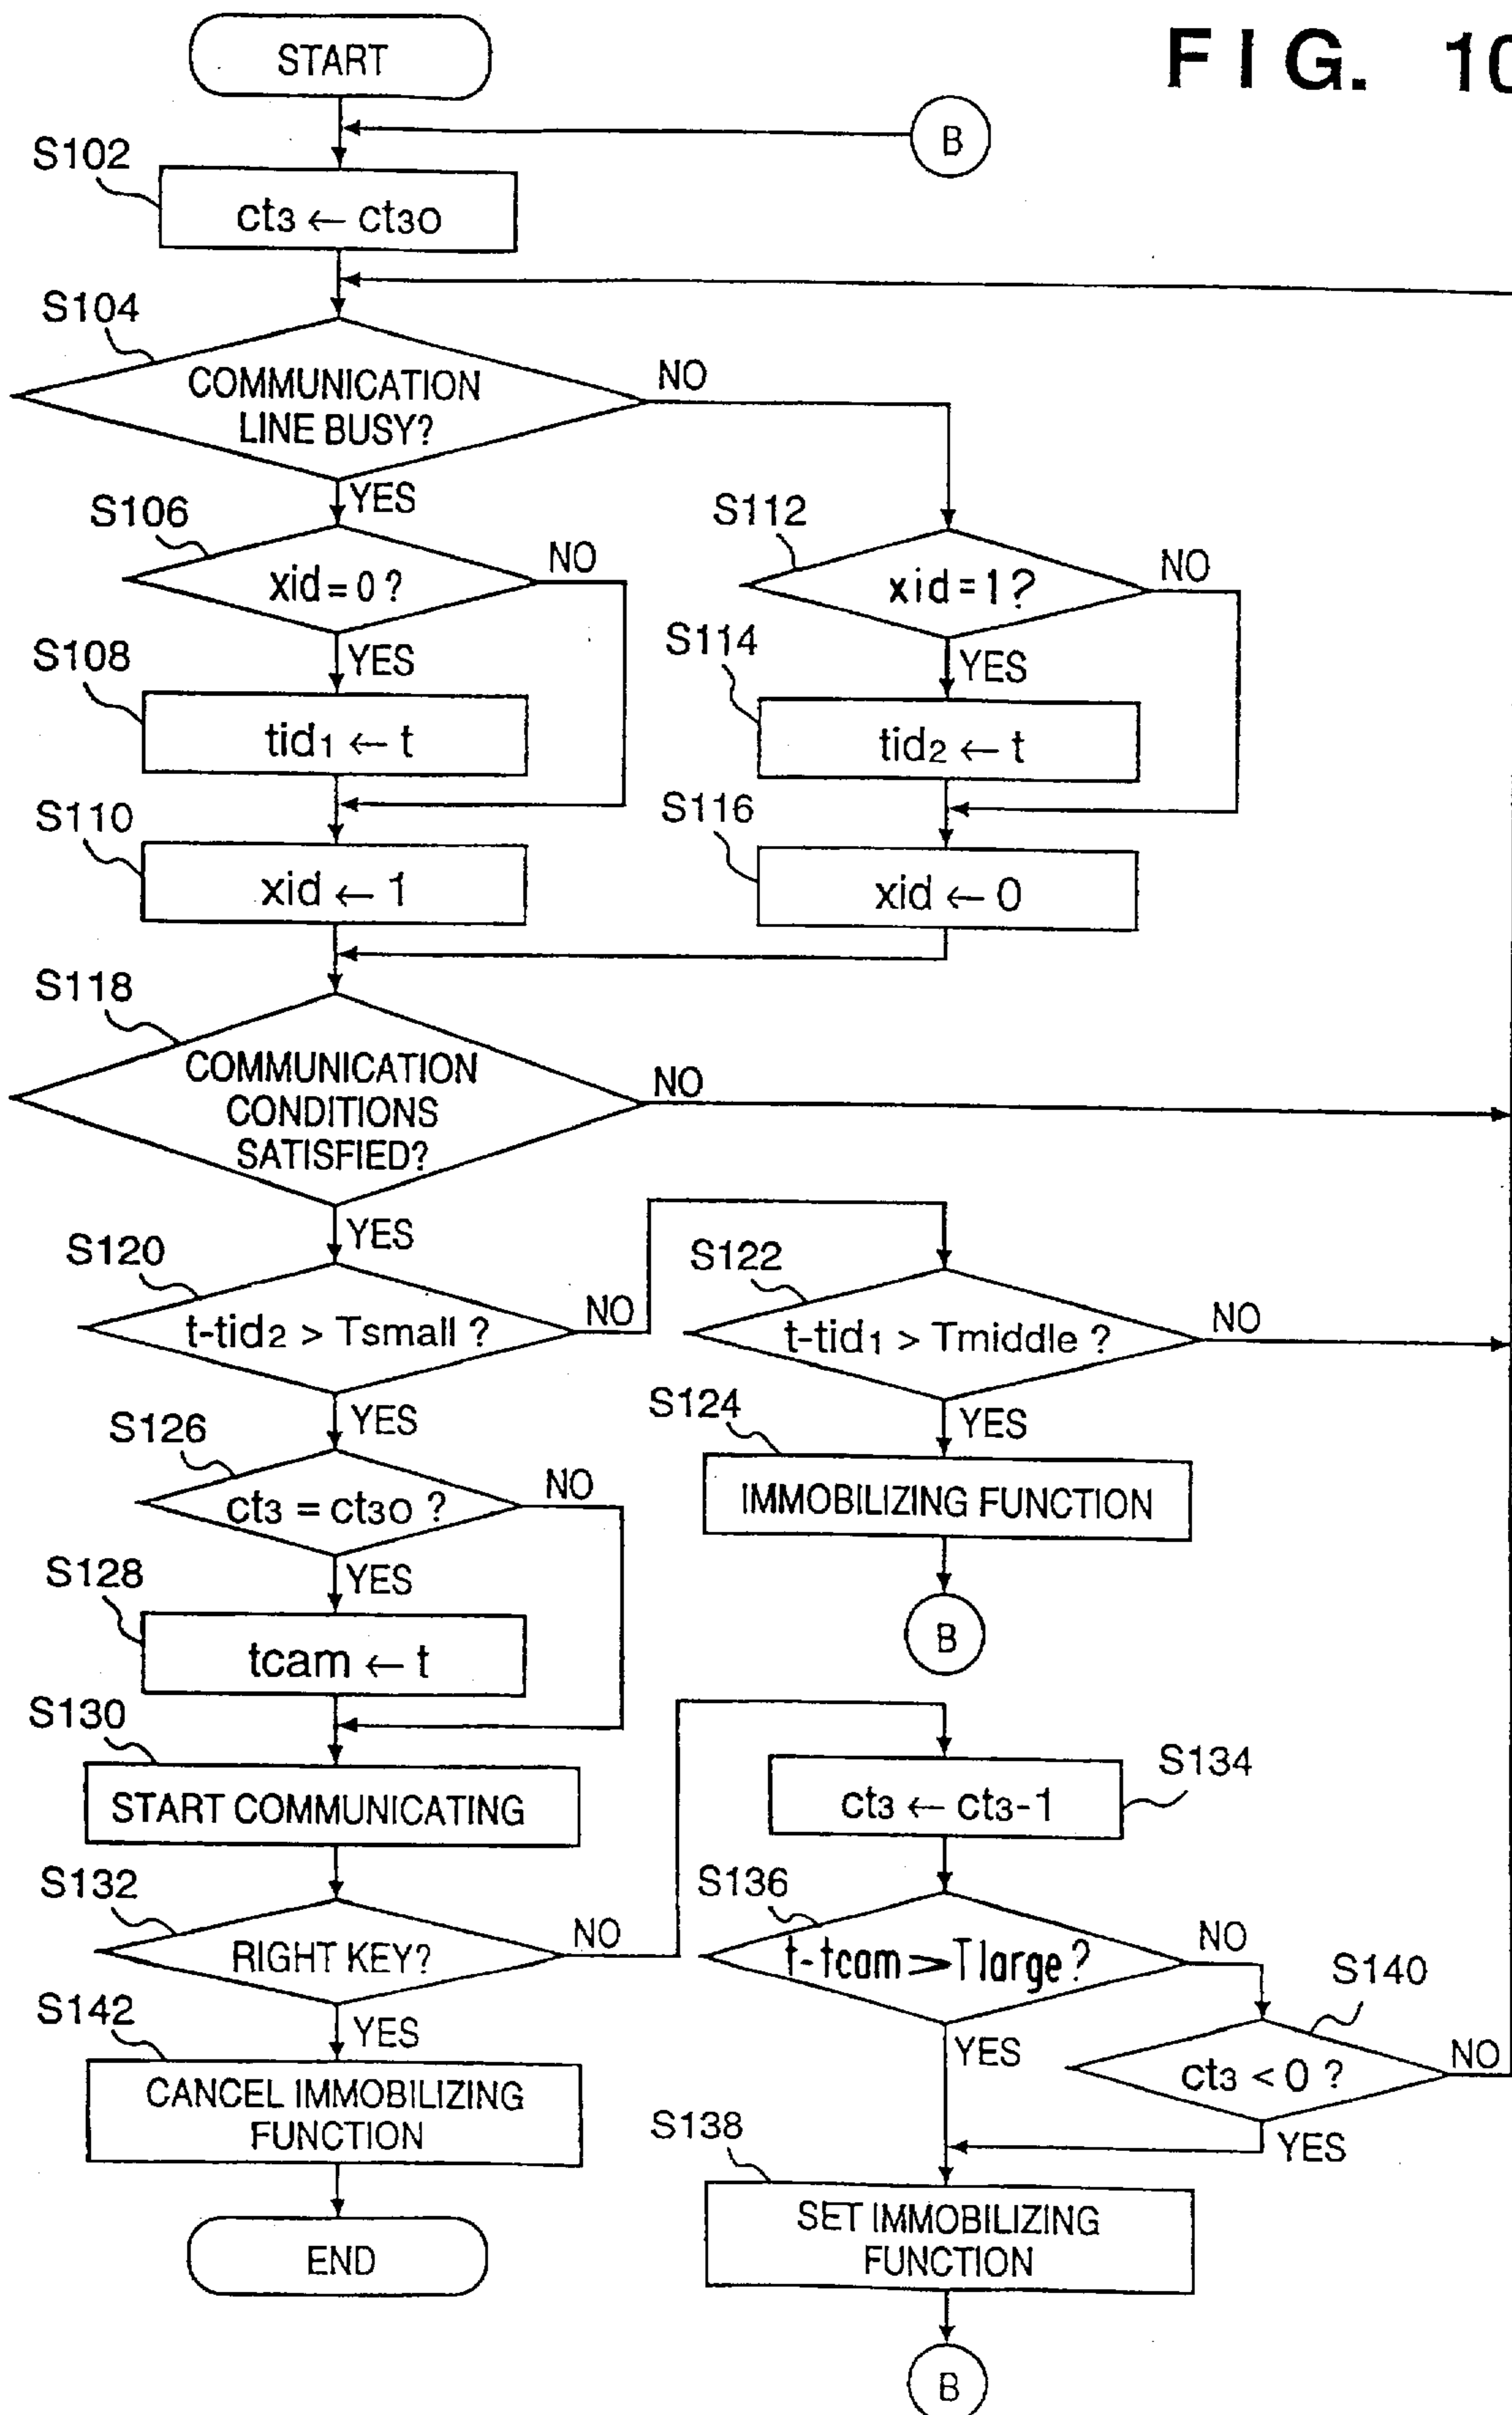 FIG. 10
START
B
S102
ct3 ← ct30
S104
COMMUNICATION
LINE BUSY?
NO
YES
S106
xid = 0 ?
NO
YES
S108
tid1 ← t
S110
xid ← 1
S112
xid = 1 ?
NO
YES
S114
tid2 ← t
S116
xid ← 0
S118
COMMUNICATION
CONDITIONS
SATISFIED?
NO
YES
S120
t-tid2 > Tsmall ?
NO
YES
S122
t-tid1 > Tmiddle ?
NO
YES
S124
IMMOBILIZING FUNCTION
B
S126
ct3 = ct30 ?
NO
YES
S128
tcam ← t
S130
START COMMUNICATING
S132
RIGHT KEY?
NO
YES
S134
ct3 ← ct3-1
S136
t-tcam > Tlarge ?
NO
YES
S140
ct3 < 0 ?
NO
YES
S138
SET IMMOBILIZING
FUNCTION
B
S142
CANCEL IMMOBILIZING
FUNCTION
END